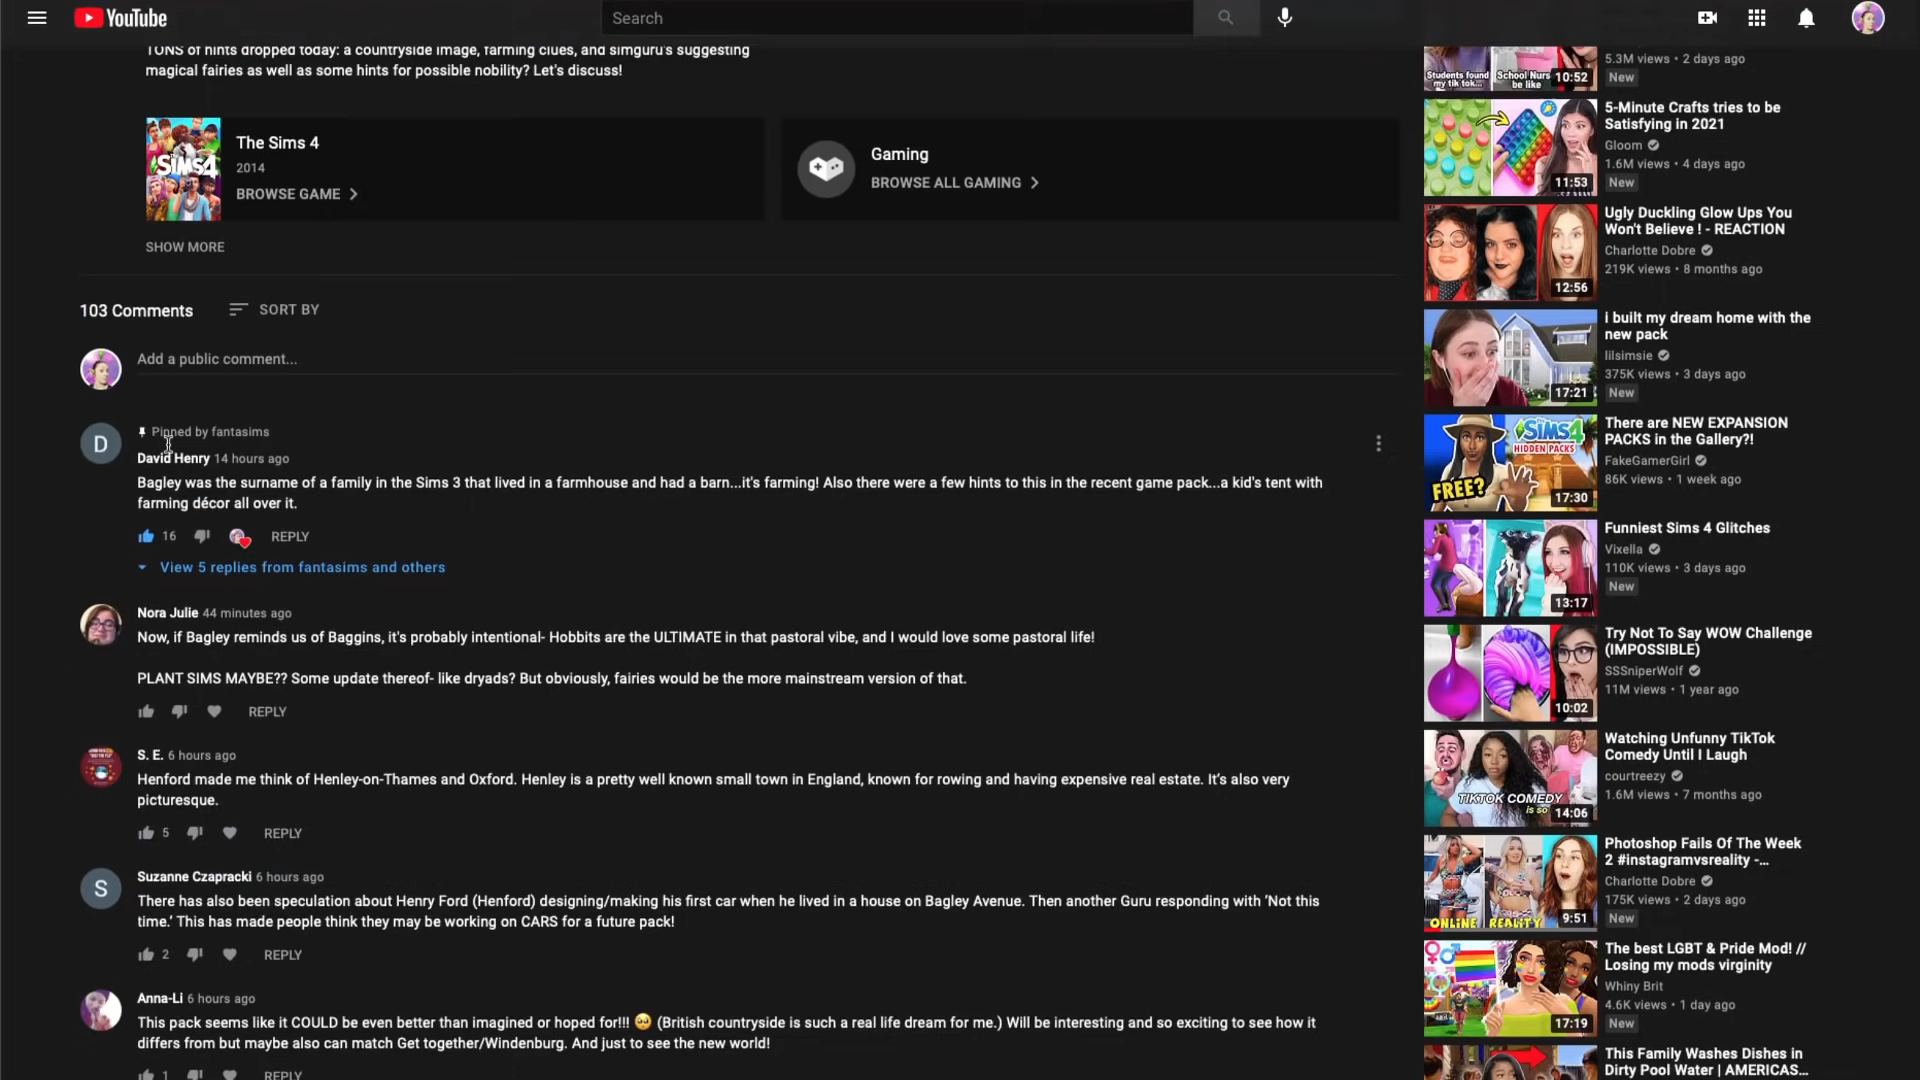 YouTube
Search
TONS of hints dropped today: a countryside image, farming clues, and simguru's suggesting
magical fairies as well as some hints for possible nobility? Let's discuss!
The Sims 4
2014
BROWSE GAME
Gaming
BROWSE ALL GAMING
SHOW MORE
103 Comments
SORT BY
Add a public comment...
D
Pinned by fantasims
David Henry 14 hours ago
Bagley was the surname of a family in the Sims 3 that lived in a farmhouse and had a barn...it's farming! Also there were a few hints to this in the recent game pack...a kid's tent with
farming décor all over it.
16
REPLY
View 5 replies from fantasims and others
Nora Julie 44 minutes ago
Now, if Bagley reminds us of Baggins, it's probably intentional- Hobbits are the ULTIMATE in that pastoral vibe, and I would love some pastoral life!
PLANT SIMS MAYBE?? Some update thereof- like dryads? But obviously, fairies would be the more mainstream version of that.
REPLY
S. E. 6 hours ago
Henford made me think of Henley-on-Thames and Oxford. Henley is a pretty well known small town in England, known for rowing and having expensive real estate. It's also very
picturesque.
5
REPLY
S
Suzanne Czapracki 6 hours ago
There has also been speculation about Henry Ford (Henford) designing/making his first car when he lived in a house on Bagley Avenue. Then another Guru responding with 'Not this
time.' This has made people think they may be working on CARS for a future pack!
2
REPLY
Anna-Li 6 hours ago
This pack seems like it COULD be even better than imagined or hoped for!!! 🥺 (British countryside is such a real life dream for me.) Will be interesting and so exciting to see how it
differs from but maybe also can match Get together/Windenburg. And just to see the new world!
1
REPLY
Students found
my tik tok...
School Nurs
be like
10:52
5.3M views • 2 days ago
New
11:53
5-Minute Crafts tries to be
Satisfying in 2021
Gloom
1.6M views • 4 days ago
New
12:56
Ugly Duckling Glow Ups You
Won't Believe ! - REACTION
Charlotte Dobre
219K views • 8 months ago
17:21
i built my dream home with the
new pack
lilsimsie
375K views • 3 days ago
New
SIMS4
HIDDEN PACKS
FREE?
17:30
There are NEW EXPANSION
PACKS in the Gallery?!
FakeGamerGirl
86K views • 1 week ago
13:17
Funniest Sims 4 Glitches
Vixella
110K views • 3 days ago
New
10:02
Try Not To Say WOW Challenge
(IMPOSSIBLE)
SSSniperWolf
11M views • 1 year ago
TIKTOK COMEDY
is so
14:06
Watching Unfunny TikTok
Comedy Until I Laugh
courtreezy
1.6M views • 7 months ago
ONLINE
REALITY
9:51
Photoshop Fails Of The Week
2 #instagramvsreality -...
Charlotte Dobre
175K views • 2 days ago
New
17:19
The best LGBT & Pride Mod! //
Losing my mods virginity
Whiny Brit
4.6K views • 1 day ago
New
This Family Washes Dishes in
Dirty Pool Water | AMERICAS...